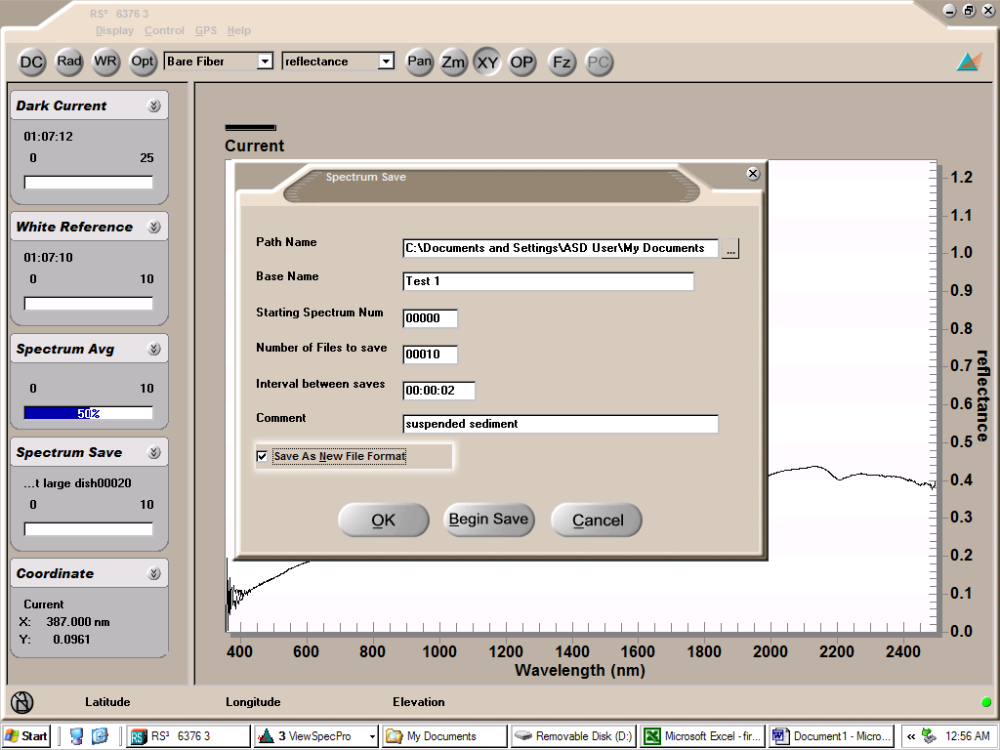 RS³ 6376 3
Display Control GPS Help
DC Rad WR Opt Bare Fiber reflectance Pan Zm XY OP Fz PC
Dark Current
01:07:12
0 25
White Reference
01:07:10
0 10
Spectrum Avg
0 10
50%
Spectrum Save
...t large dish00020
0 10
Coordinate
Current
X: 387.000 nm
Y: 0.0961
Current
Spectrum Save
Path Name C:\Documents and Settings\ASD User\My Documents ...
Base Name Test 1
Starting Spectrum Num 00000
Number of Files to save 00010
Interval between saves 00:00:02
Comment suspended sediment
Save As New File Format
OK Begin Save Cancel
1.2
1.1
1.0
0.9
0.8
0.7
0.6
0.5
0.4
0.3
0.2
0.1
0.0
reflectance
400 600 800 1000 1200 1400 1600 1800 2000 2200 2400
Wavelength (nm)
N Latitude Longitude Elevation
Start RS³ RS³ 6376 3 3 ViewSpecPro My Documents Removable Disk (D:) Microsoft Excel - fir... Document1 - Micro... « 12:56 AM